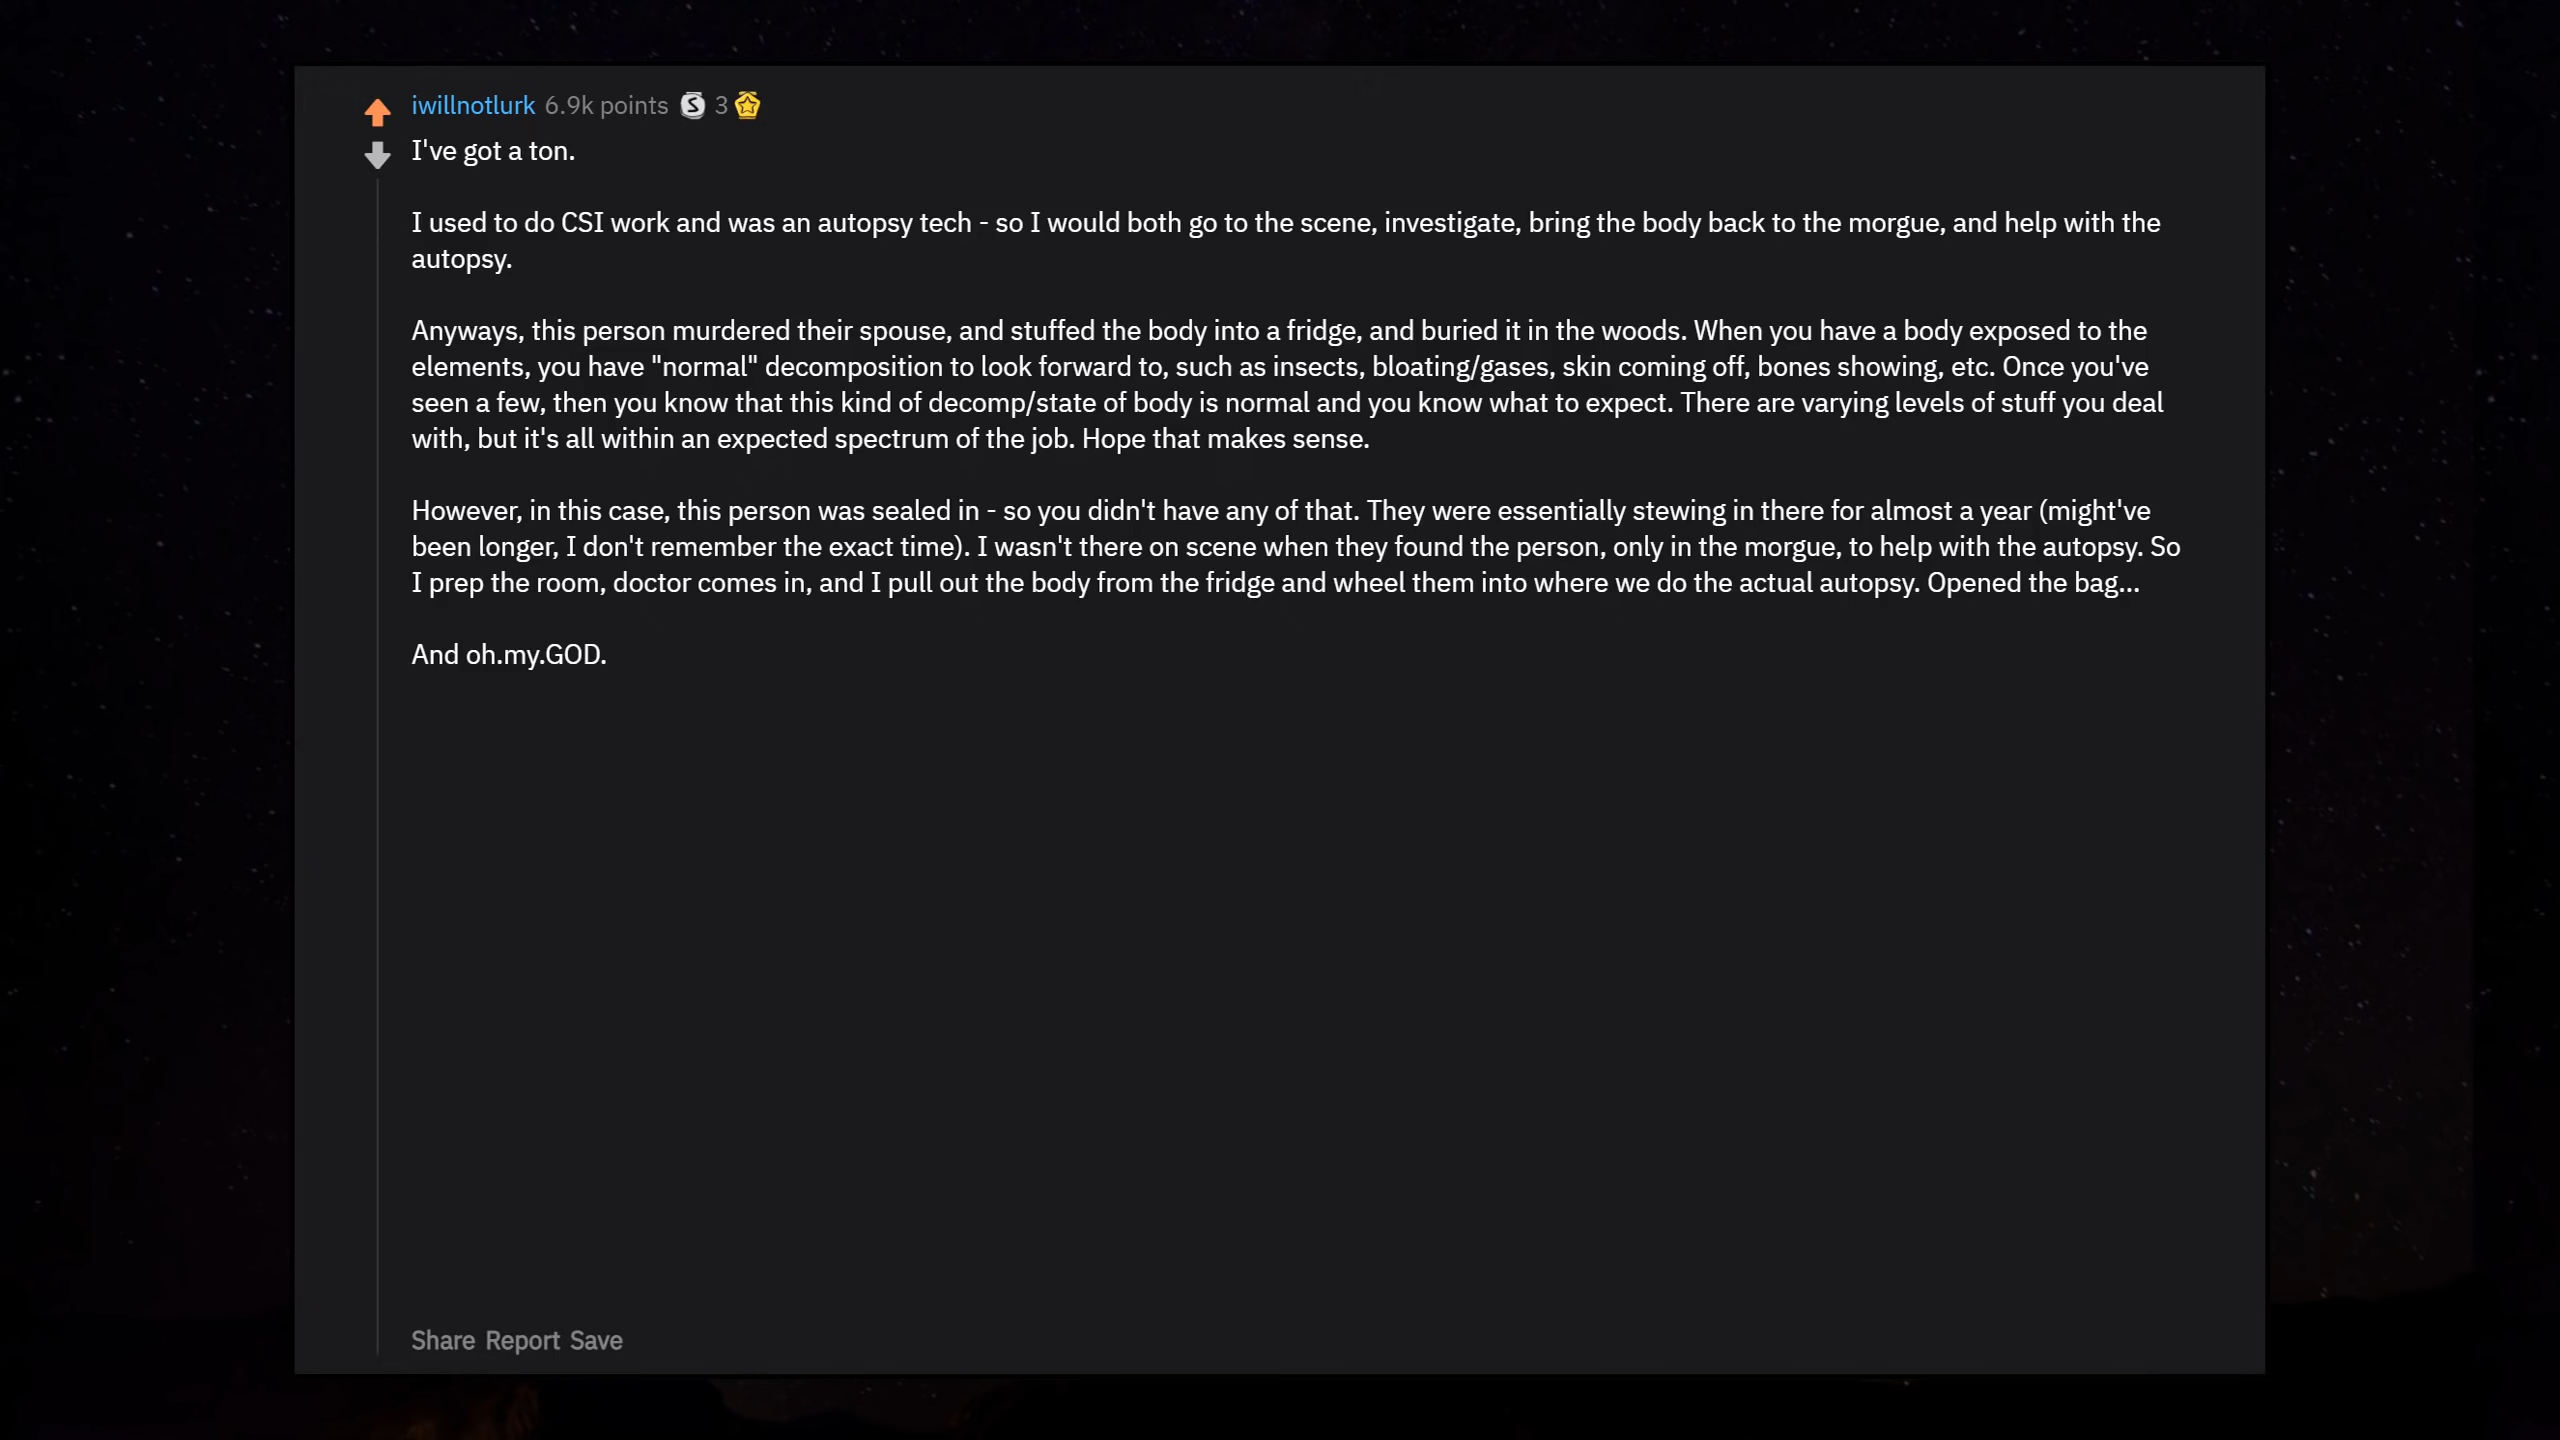 iwillnotlurk 6.9k points S 3
I've got a ton.
I used to do CSI work and was an autopsy tech - so I would both go to the scene, investigate, bring the body back to the morgue, and help with the
autopsy.
Anyways, this person murdered their spouse, and stuffed the body into a fridge, and buried it in the woods. When you have a body exposed to the
elements, you have "normal" decomposition to look forward to, such as insects, bloating/gases, skin coming off, bones showing, etc. Once you've
seen a few, then you know that this kind of decomp/state of body is normal and you know what to expect. There are varying levels of stuff you deal
with, but it's all within an expected spectrum of the job. Hope that makes sense.
However, in this case, this person was sealed in - so you didn't have any of that. They were essentially stewing in there for almost a year (might've
been longer, I don't remember the exact time). I wasn't there on scene when they found the person, only in the morgue, to help with the autopsy. So
I prep the room, doctor comes in, and I pull out the body from the fridge and wheel them into where we do the actual autopsy. Opened the bag...
And oh.my.GOD.
Share Report Save